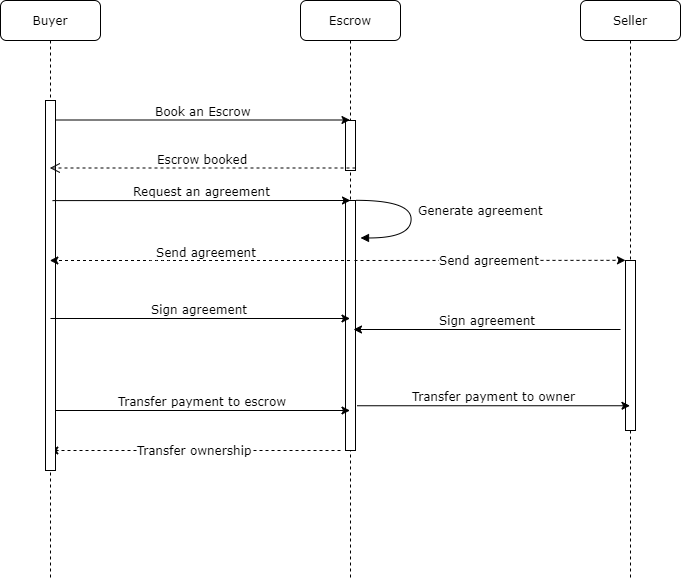 Buyer
Escrow
Seller
Book an Escrow
Escrow booked
Request an agreement
Generate agreement
Send agreement
Send agreement
Sign agreement
Sign agreement
Transfer payment to escrow
Transfer payment to owner
Transfer ownership